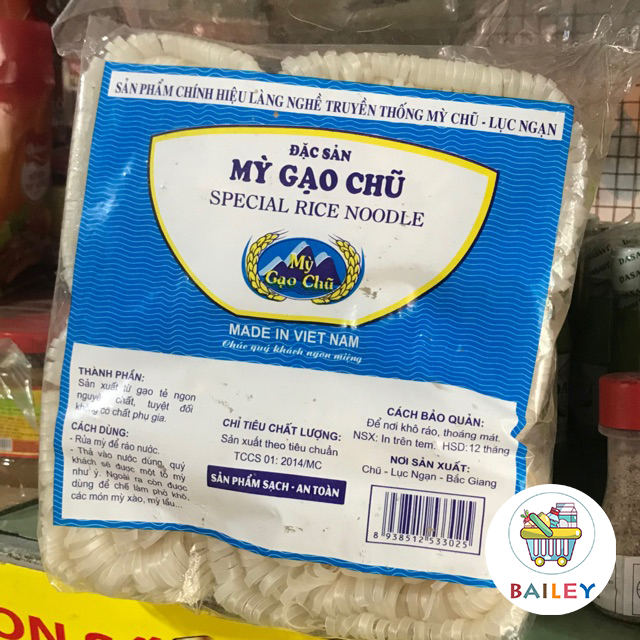 SẢN PHẨM CHÍNH HIỆU LÀNG NGHỀ TRUYỀN THỐNG MỲ CHŨ - LỤC NGẠN
ĐẶC SẢN
MỲ GẠO CHŨ
SPECIAL RICE NOODLE
Mỳ
Gạo Chũ
MADE IN VIET NAM
Chúc quý khách ngon miệng
THÀNH PHẦN:
Sản xuất từ gạo tẻ ngon
nguyên chất, tuyệt đối
không có chất phụ gia.
CÁCH DÙNG:
- Rửa mỳ để ráo nước.
- Thả vào nước dùng, quý
khách sẽ được một tô mỳ
như ý. Ngoài ra còn được
dùng để chế làm phở khô,
các món mỳ xào, mỳ lẩu...
CHỈ TIÊU CHẤT LƯỢNG:
Sản xuất theo tiêu chuẩn
TCCS 01: 2014/MC
SẢN PHẨM SẠCH - AN TOÀN
CÁCH BẢO QUẢN:
Để nơi khô ráo, thoáng mát.
NSX: In trên tem. HSD: 12 tháng
NƠI SẢN XUẤT:
Chũ - Lục Ngạn - Bắc Giang
8 938512 533025
BAILEY